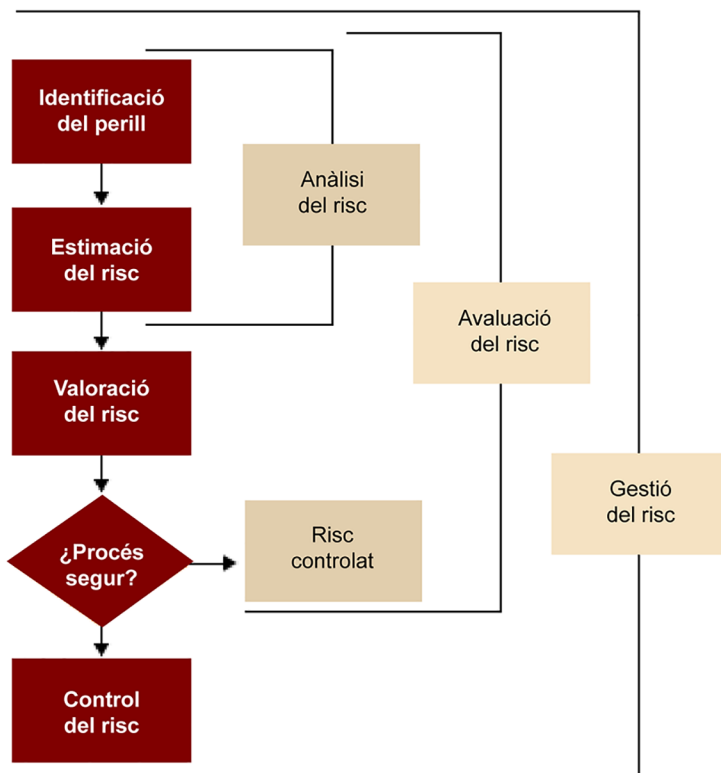 Identificació
del perill
Anàlisi
del risc
Estimació
del risc
Avaluació
del risc
Valoració
del risc
Gestió
del risc
¿Procés
segur?
Risc
controlat
Control
del risc